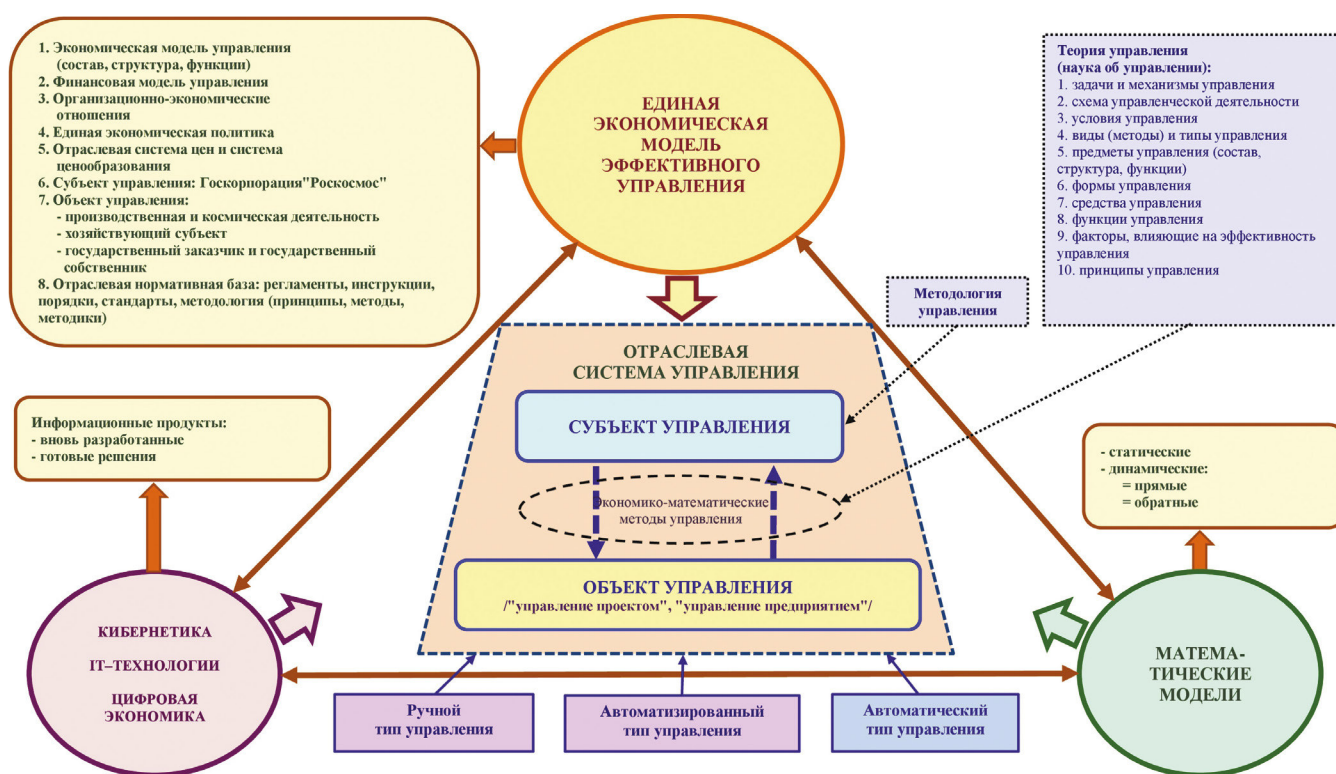 1. Экономическая модель управления
(состав, структура, функции)
2. Финансовая модель управления
3. Организационно-экономические
отношения
4. Единая экономическая политика
5. Отраслевая система цен и система
ценообразования
6. Субъект управления: Госкорпорация"Роскосмос"
7. Объект управления:
- производственная и космическая деятельность
- хозяйствующий субъект
- государственный заказчик и государственный
собственник
8. Отраслевная нормативная база: регламенты, инструкции,
порядки, стандарты, методология (принципы, методы,
методики)
ЕДИНАЯ
ЭКОНОМИЧЕСКАЯ
МОДЕЛЬ
ЭФФЕКТИВНОГО
УПРАВЛЕНИЯ
Теория управления
(наука об управлении):
1. задачи и механизмы управления
2. схема управленческой деятельности
3. условия управления
4. виды (методы) и типы управления
5. предметы управления (состав,
структура, функции)
6. формы управления
7. средства управления
8. функции управления
9. факторы, влияющие на эффективность
управления
10. принципы управления
Методология
управления
ОТРАСЛЕВАЯ
СИСТЕМА УПРАВЛЕНИЯ
СУБЪЕКТ УПРАВЛЕНИЯ
Экономико-математические
методы управления
ОБЪЕКТ УПРАВЛЕНИЯ
/"управление проектом", "управление предприятием"/
Информационные продукты:
- вновь разработанные
- готовые решения
- статические
- динамические:
= прямые
= обратные
КИБЕРНЕТИКА
IT–ТЕХНОЛОГИИ
ЦИФРОВАЯ
ЭКОНОМИКА
МАТЕМА-
ТИЧЕСКИЕ
МОДЕЛИ
Ручной
тип управления
Автоматизированный
тип управления
Автоматический
тип управления